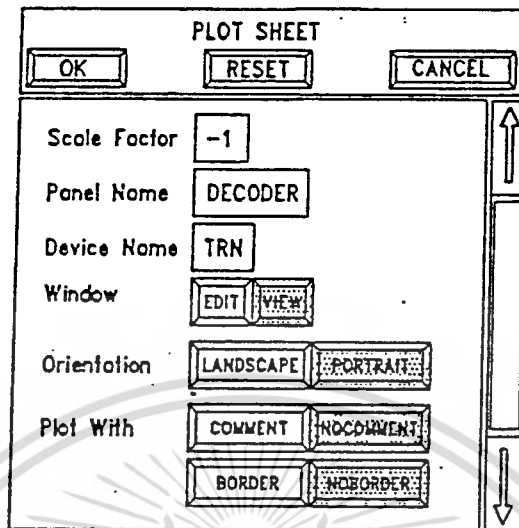 PLOT SHEET
OK RESET CANCEL
Scale Factor -1
Panel Name DECODER
Device Name TRN
Window EDIT VIEW
Orientation LANDSCAPE PORTRAIT
Plot With COMMENT NOCOMMENT
BORDER NOBORDER